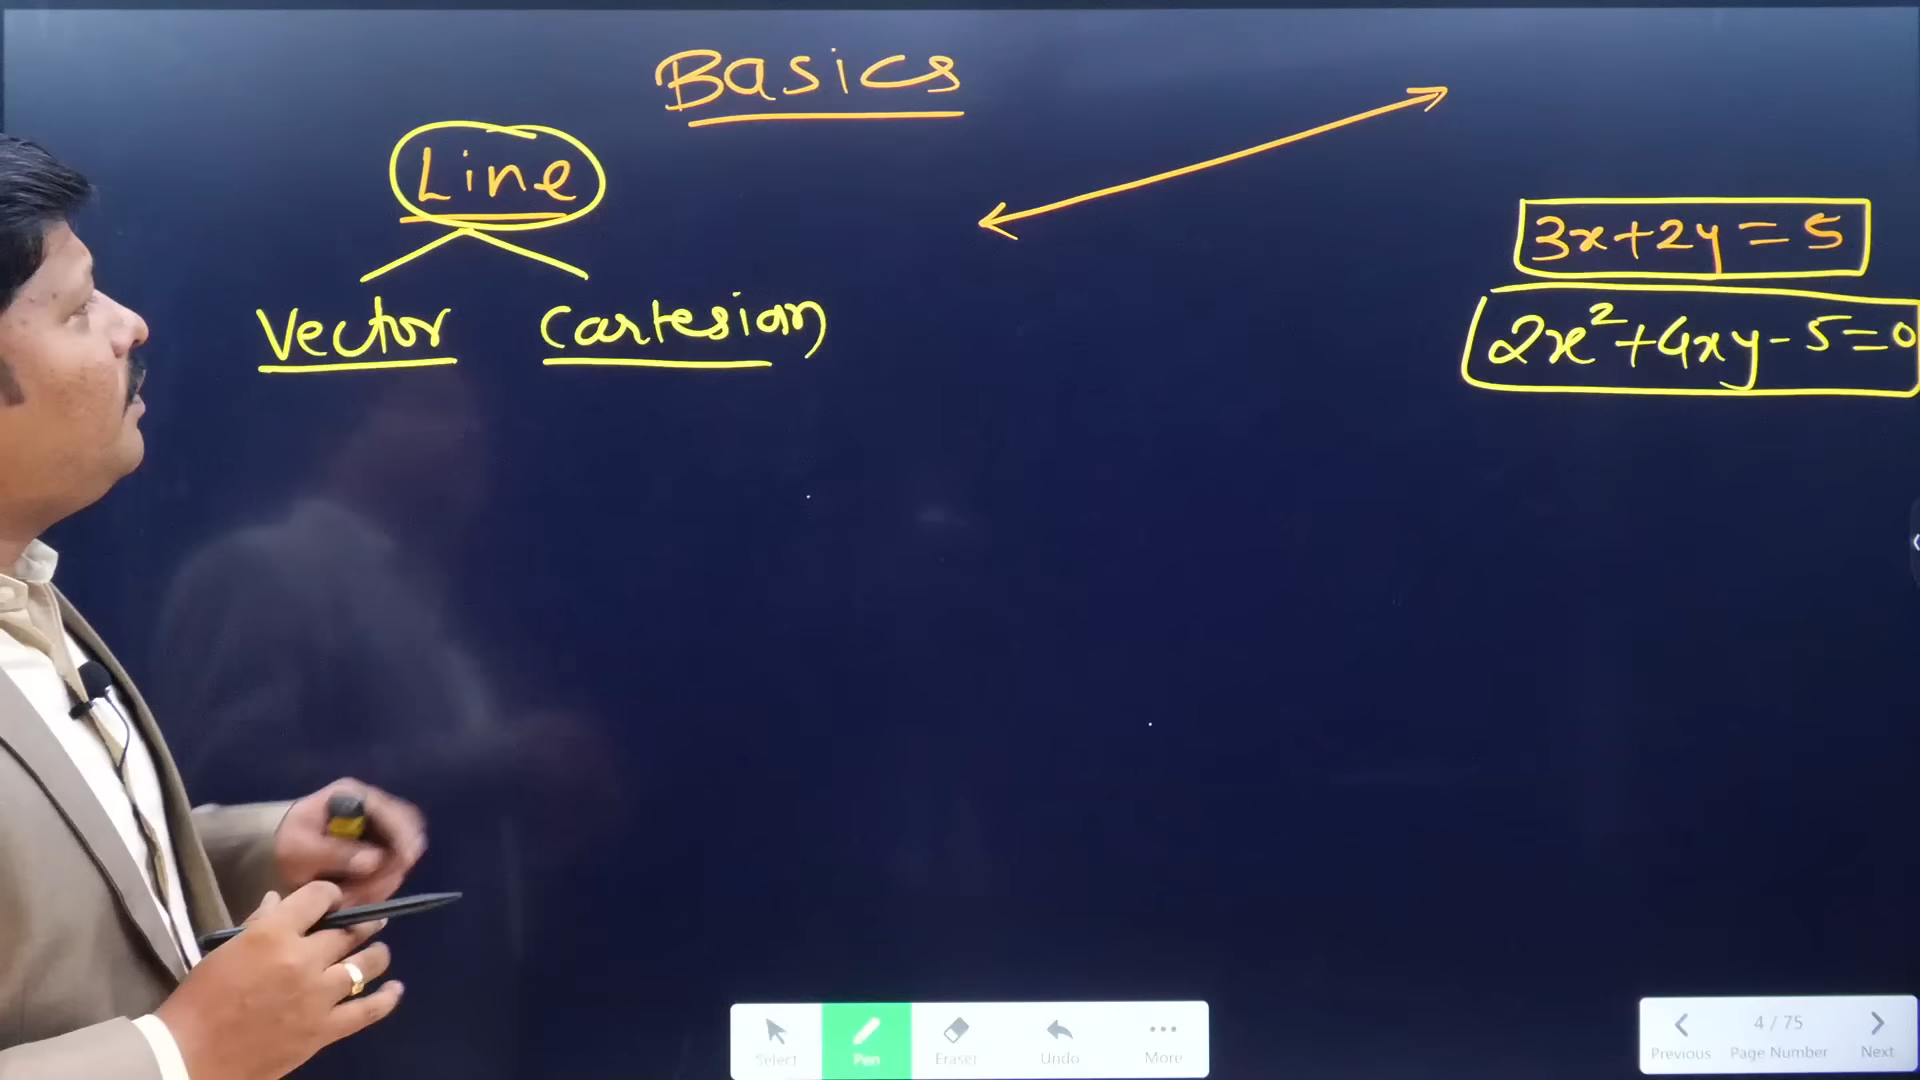 Basics
Line
Vector Cartesian
3x+2y=5
2x²+4xy-5=0
Select Pen Eraser Undo More
4 / 75
Previous Page Number Next